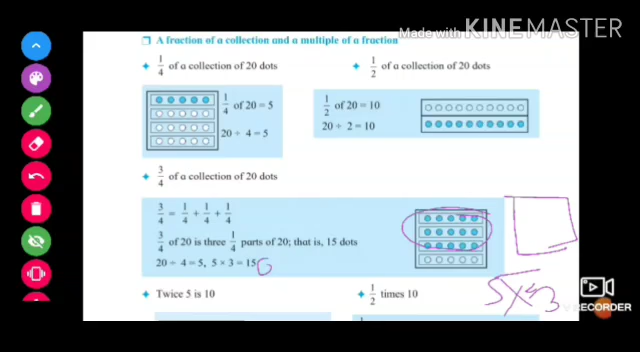 Made with KINEMASTER
A fraction of a collection and a multiple of a fraction
1/4 of a collection of 20 dots
1/2 of a collection of 20 dots
1/4 of 20 = 5
20 ÷ 4 = 5
1/2 of 20 = 10
20 ÷ 2 = 10
3/4 of a collection of 20 dots
3/4 = 1/4 + 1/4 + 1/4
3/4 of 20 is three 1/4 parts of 20; that is, 15 dots
20 ÷ 4 = 5, 5 × 3 = 15
5×3
Twice 5 is 10
1/2 times 10
RECORDER